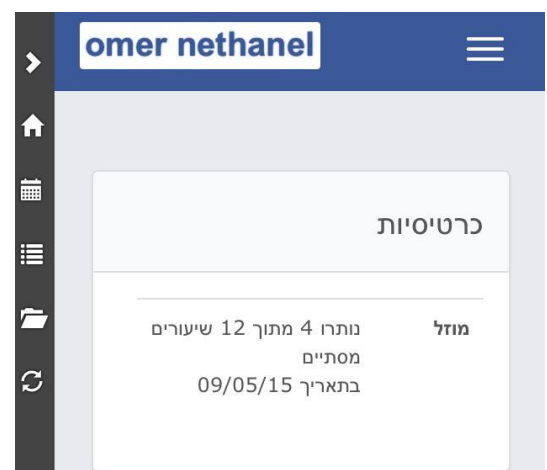 omer nethanel
כרטיסיות
מוזל נותרו 4 מתוך 12 שיעורים
מסתיים
בתאריך 09/05/15